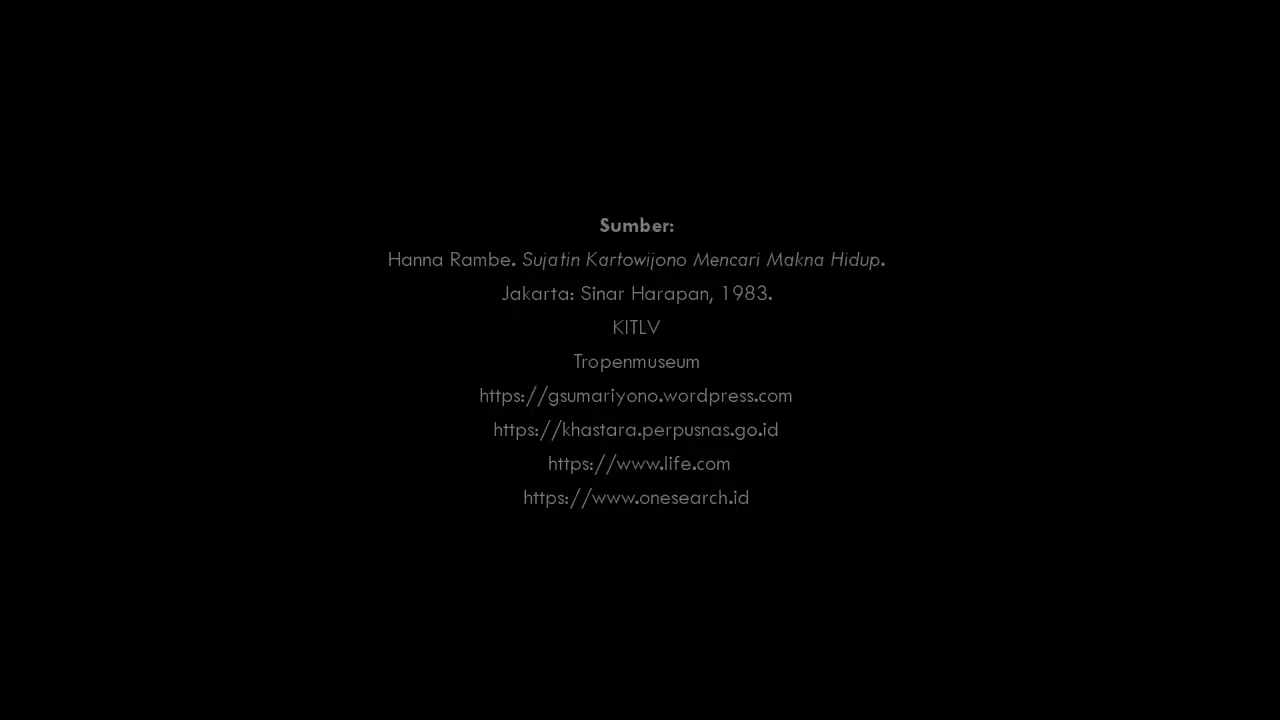 Sumber:
Hanna Rambe. Sujatin Kartowijono Mencari Makna Hidup.
Jakarta: Sinar Harapan, 1983.
KITLV
Tropenmuseum
https://gsumariyono.wordpress.com
https://khastara.perpusnas.go.id
https://www.life.com
https://www.onesearch.id